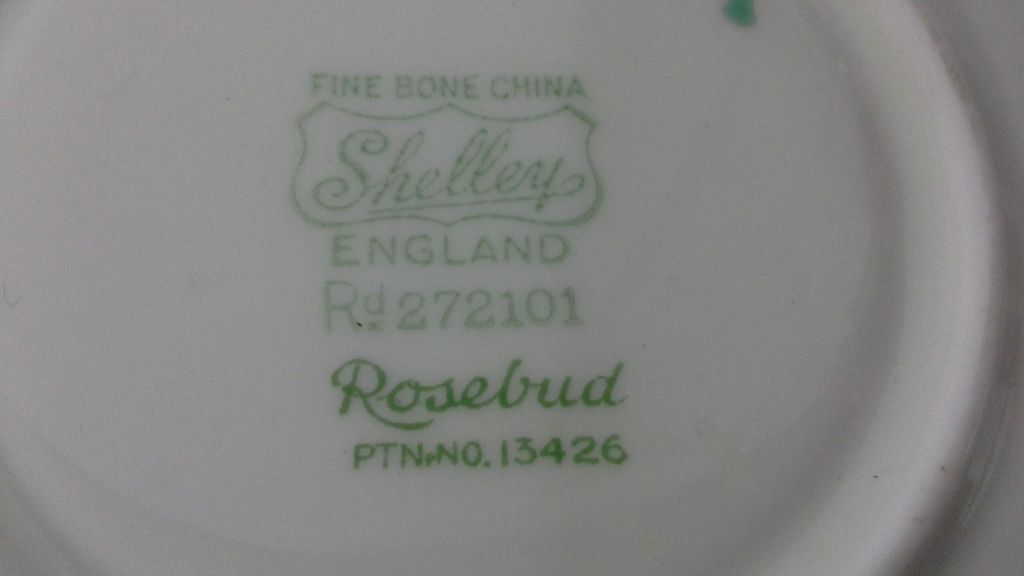 FINE BONE CHINA
Shelley
ENGLAND
Rd 272101
Rosebud
PTN. NO. 13426